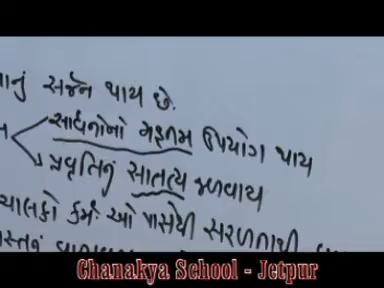 નું સર્જન થાય છે.
સાધનોનો મહત્તમ ઉપયોગ થાય
પ્રવૃતિનું સાતત્ય જળવાય
ચાલકો કર્મ ઓ પાસેથી સરળતાથી
Chanakya School - Jetpur